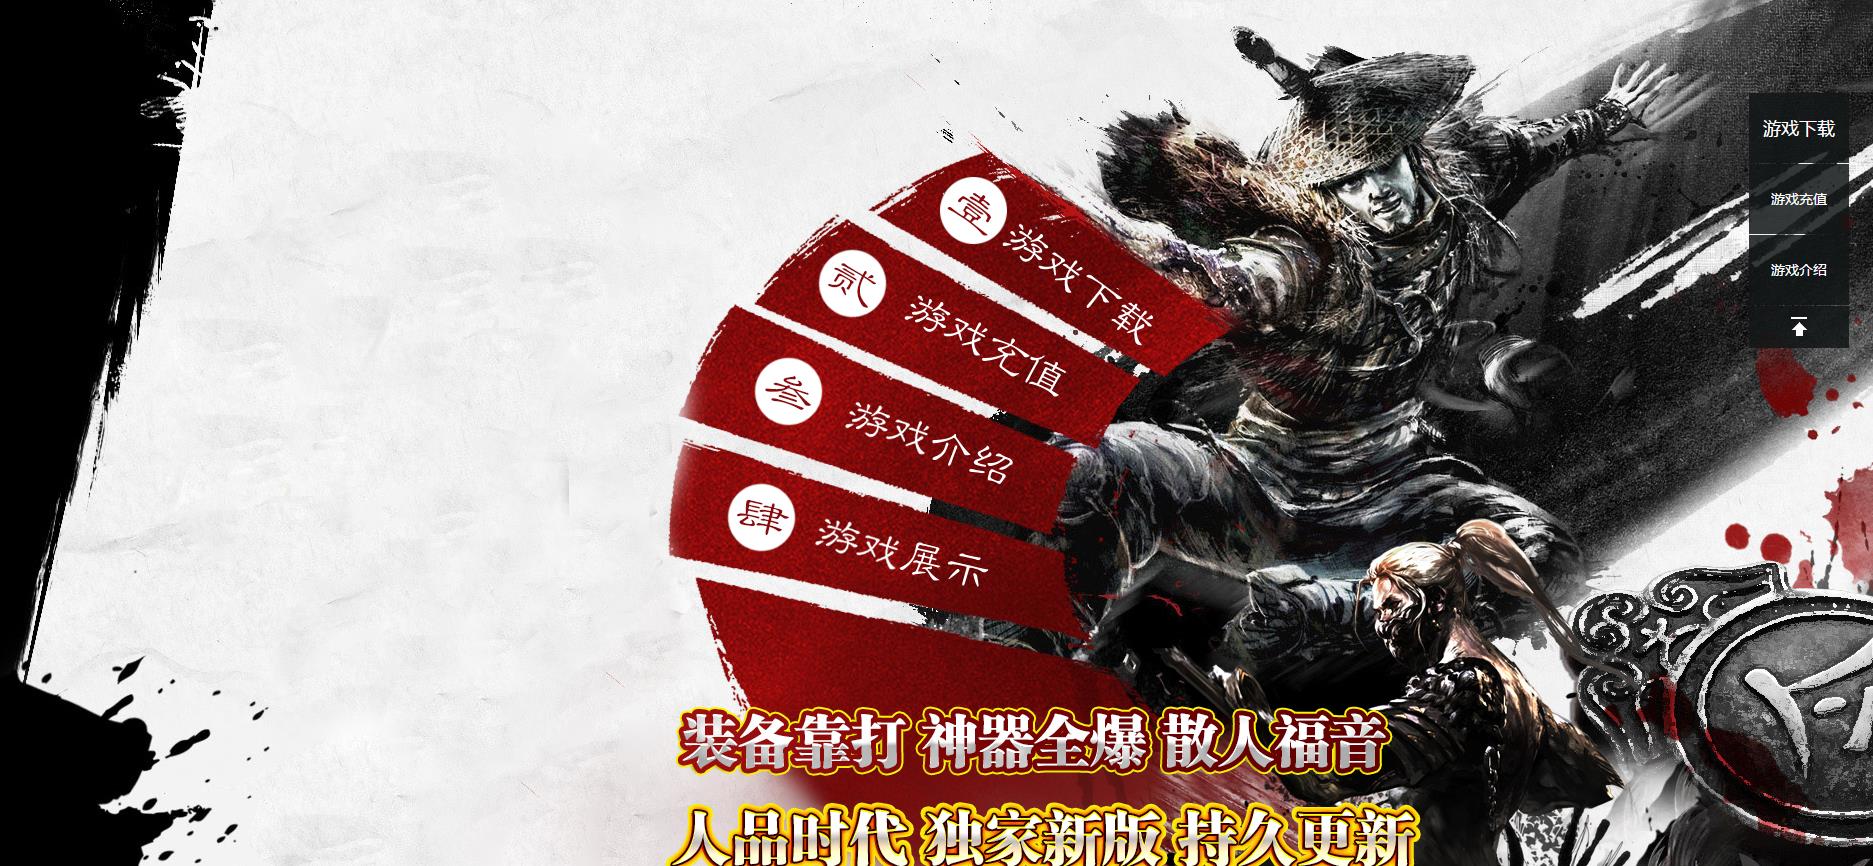 壹 游戏下载
贰 游戏充值
叁 游戏介绍
肆 游戏展示
装备靠打 神器全爆 散人福音
人品时代 独家新版 持久更新
游戏下载
游戏充值
游戏介绍